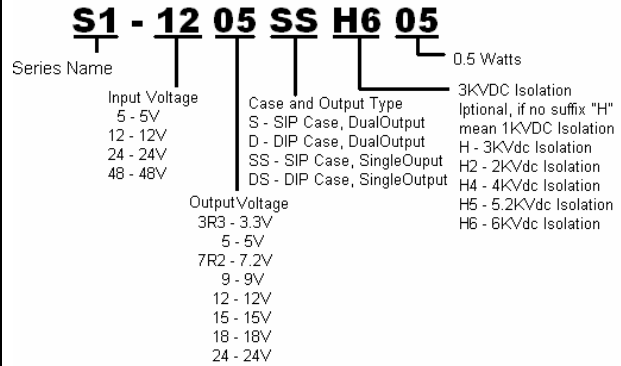 S1 - 12 05 SS H6 05
0.5 Watts
Series Name
Input Voltage
5 - 5V
12 - 12V
24 - 24V
48 - 48V
Case and Output Type
S - SIP Case, DualOutput
D - DIP Case, DualOutput
SS - SIP Case, SingleOuput
DS - DIP Case, SingleOutput
3KVDC Isolation
Iptional, if no suffix "H"
mean 1KVDC Isolation
H - 3KVdc Isolation
H2 - 2KVdc Isolation
H4 - 4KVdc Isolation
H5 - 5.2KVdc Isolation
H6 - 6KVdc Isolation
OutputVoltage
3R3 - 3.3V
5 - 5V
7R2 - 7.2V
9 - 9V
12 - 12V
15 - 15V
18 - 18V
24 - 24V